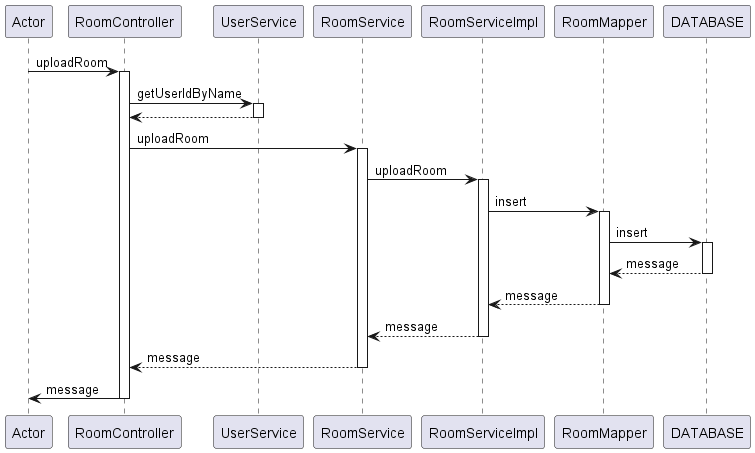 Actor RoomController UserService RoomService RoomServiceImpl RoomMapper DATABASE
uploadRoom
getUserIdByName
uploadRoom
uploadRoom
insert
insert
message
message
message
message
message
Actor RoomController UserService RoomService RoomServiceImpl RoomMapper DATABASE